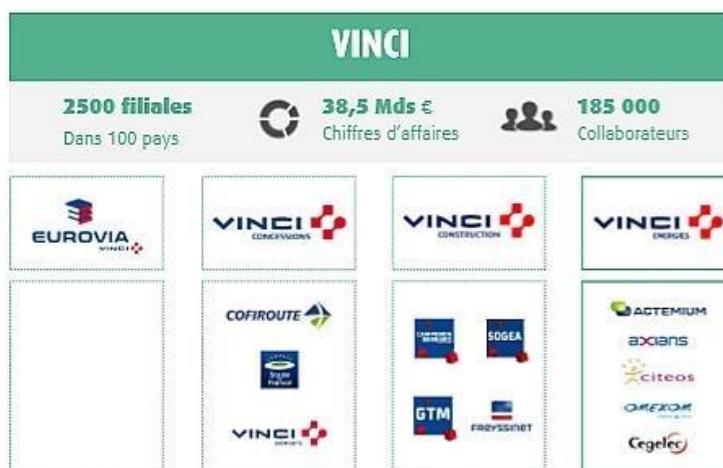 VINCI
2500 filiales
Dans 100 pays
38,5 Mds €
Chiffres d'affaires
185 000
Collaborateurs
EUROVIA
VINCI
VINCI
CONCESSIONS
VINCI
CONSTRUCTION
VINCI
ENERGIES
COFIROUTE
VINCI
SOGEA
GTM
FREYSSINET
ACTEMIUM
axians
citeos
OMEXOM
Cegelec